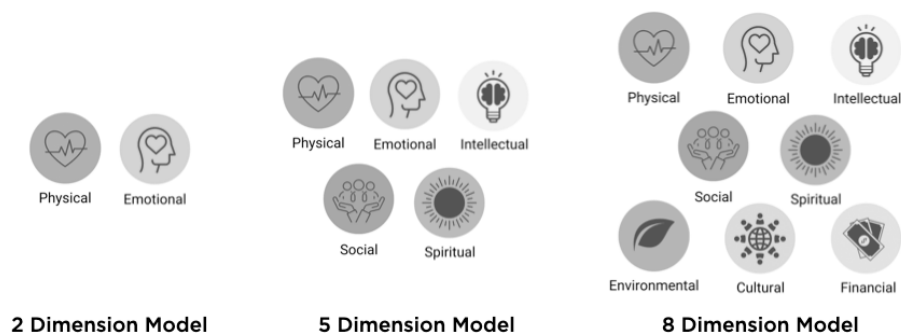 Physical Emotional
2 Dimension Model
Physical Emotional Intellectual
Social Spiritual
5 Dimension Model
Physical Emotional Intellectual
Social Spiritual
Environmental Cultural Financial
8 Dimension Model